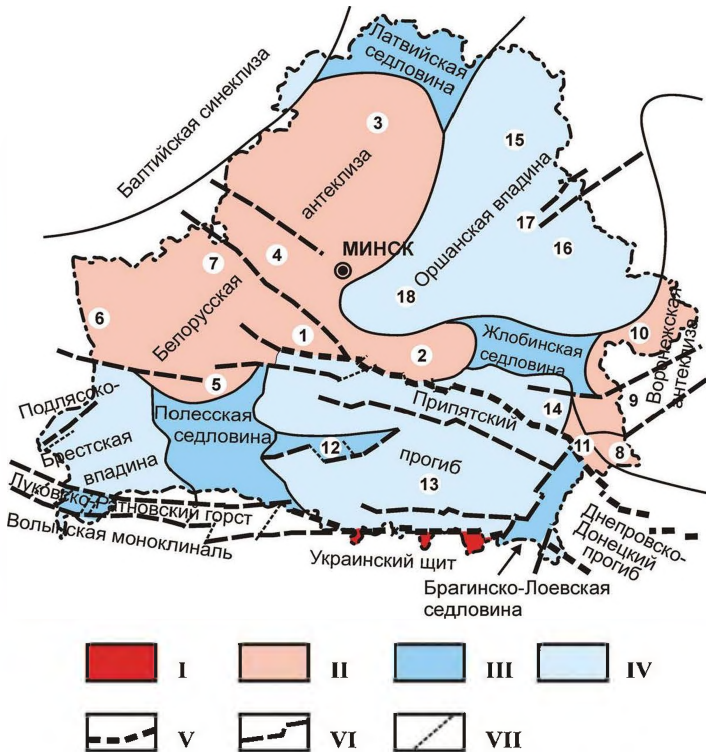 Латвийская
седловина
Балтийская синеклиза
3
15
антеклиза
Оршанская впадина
17
16
7
4
МИНСК
18
6
Белорусская
1
2
Жлобинская
седловина
10
Воронежская
антеклиза
9
5
Подлясско-
Брестская
впадина
Полесская
седловина
Припятский
прогиб
14
12
13
11
8
Луковско-Ратновский горст
Волынская моноклиналь
Украинский щит
Днепровско-
Донецкий
прогиб
Брагинско-Лоевская
седловина
I II III IV
V VI VII